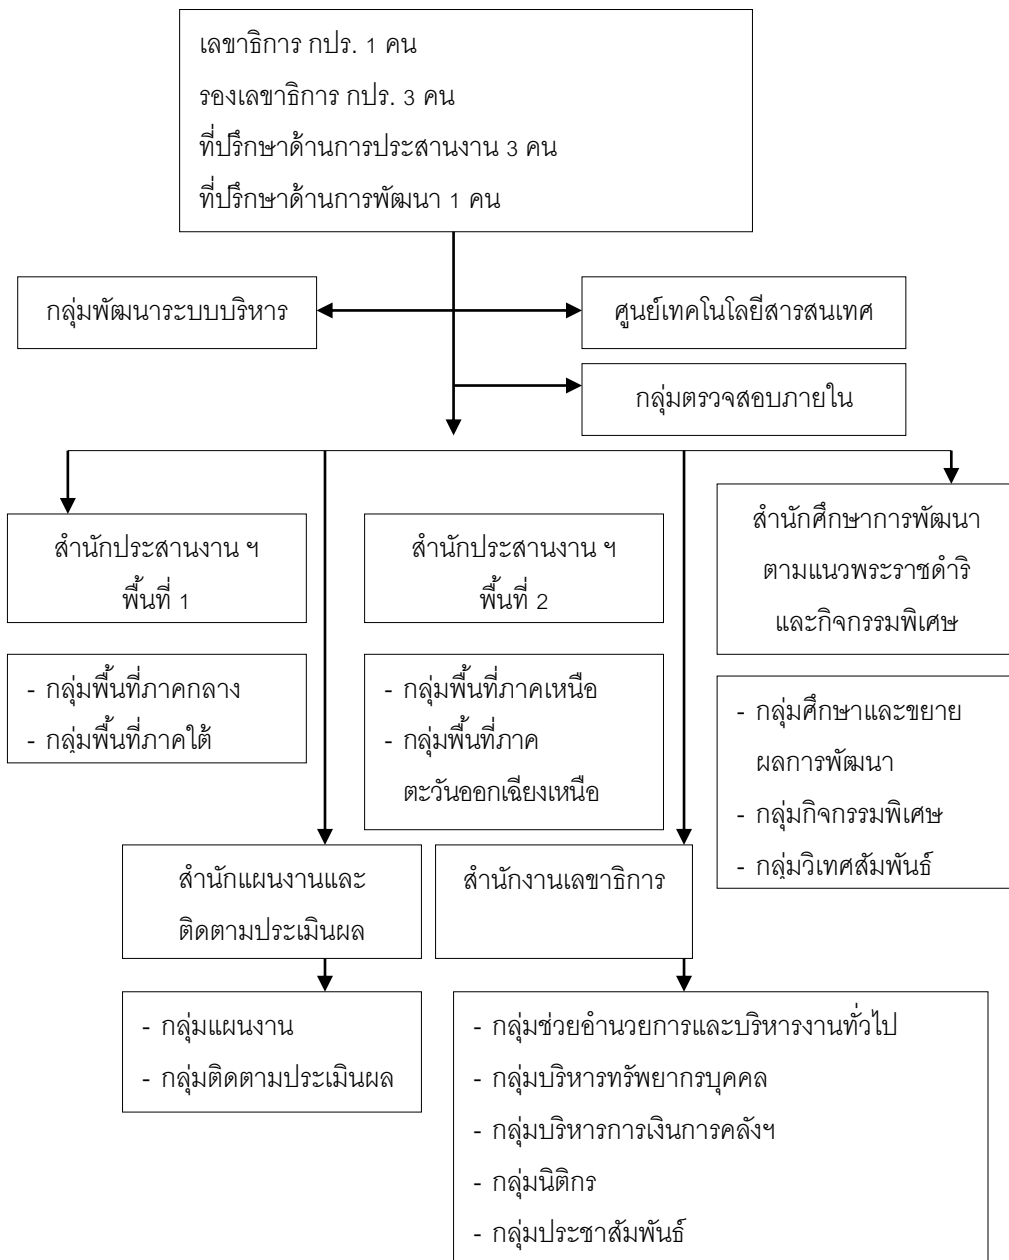 เลขาธิการ กปร. 1 คน
รองเลขาธิการ กปร. 3 คน
ที่ปรึกษาด้านการประสานงาน 3 คน
ที่ปรึกษาด้านการพัฒนา 1 คน
กลุ่มพัฒนาระบบบริหาร
ศูนย์เทคโนโลยีสารสนเทศ
กลุ่มตรวจสอบภายใน
สำนักประสานงาน ฯ
พื้นที่ 1
สำนักประสานงาน ฯ
พื้นที่ 2
สำนักศึกษาการพัฒนา
ตามแนวพระราชดำริ
และกิจกรรมพิเศษ
- กลุ่มพื้นที่ภาคกลาง
- กลุ่มพื้นที่ภาคใต้
- กลุ่มพื้นที่ภาคเหนือ
- กลุ่มพื้นที่ภาค
ตะวันออกเฉียงเหนือ
- กลุ่มศึกษาและขยาย
ผลการพัฒนา
- กลุ่มกิจกรรมพิเศษ
- กลุ่มวิเทศสัมพันธ์
สำนักแผนงานและ
ติดตามประเมินผล
สำนักงานเลขาธิการ
- กลุ่มแผนงาน
- กลุ่มติดตามประเมินผล
- กลุ่มช่วยอำนวยการและบริหารงานทั่วไป
- กลุ่มบริหารทรัพยากรบุคคล
- กลุ่มบริหารการเงินการคลังฯ
- กลุ่มนิติกร
- กลุ่มประชาสัมพันธ์